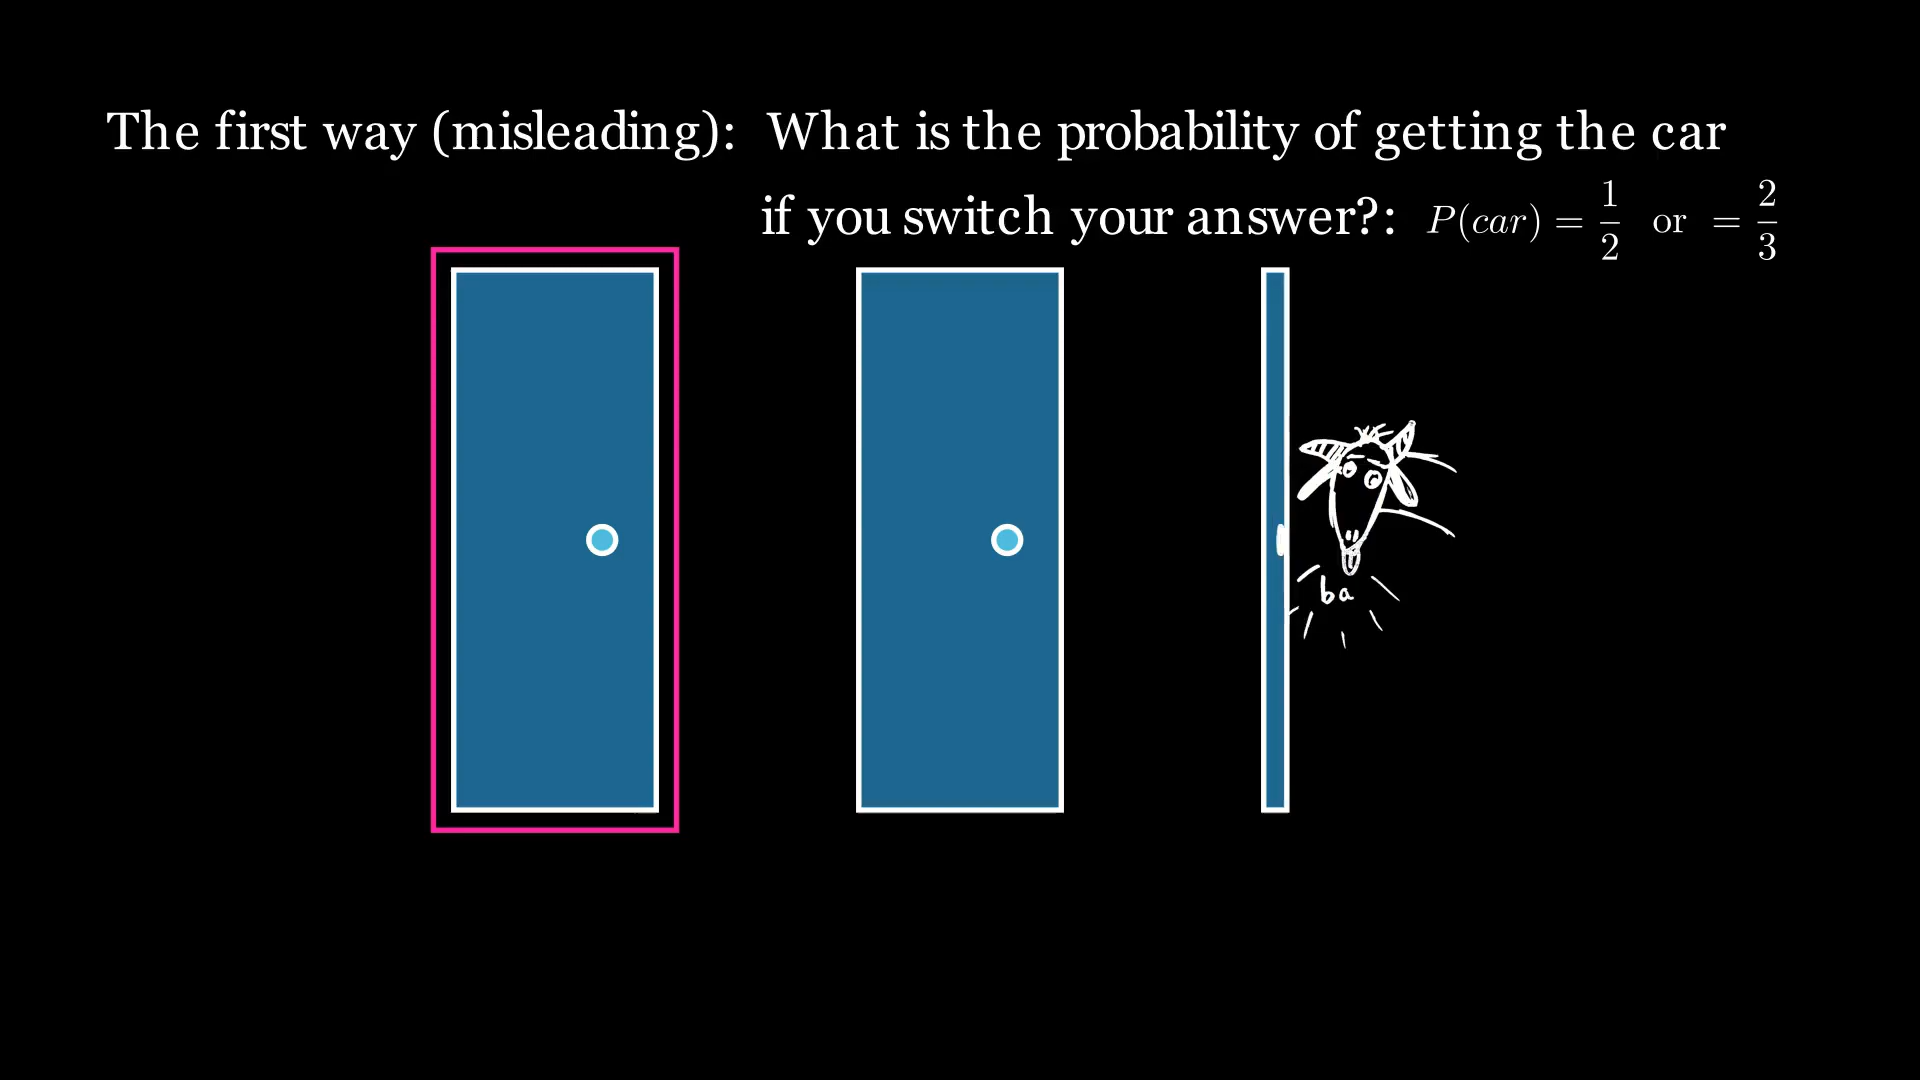 The first way (misleading): What is the probability of getting the car
if you switch your answer?: P(car) = 1/2 or = 2/3
ba